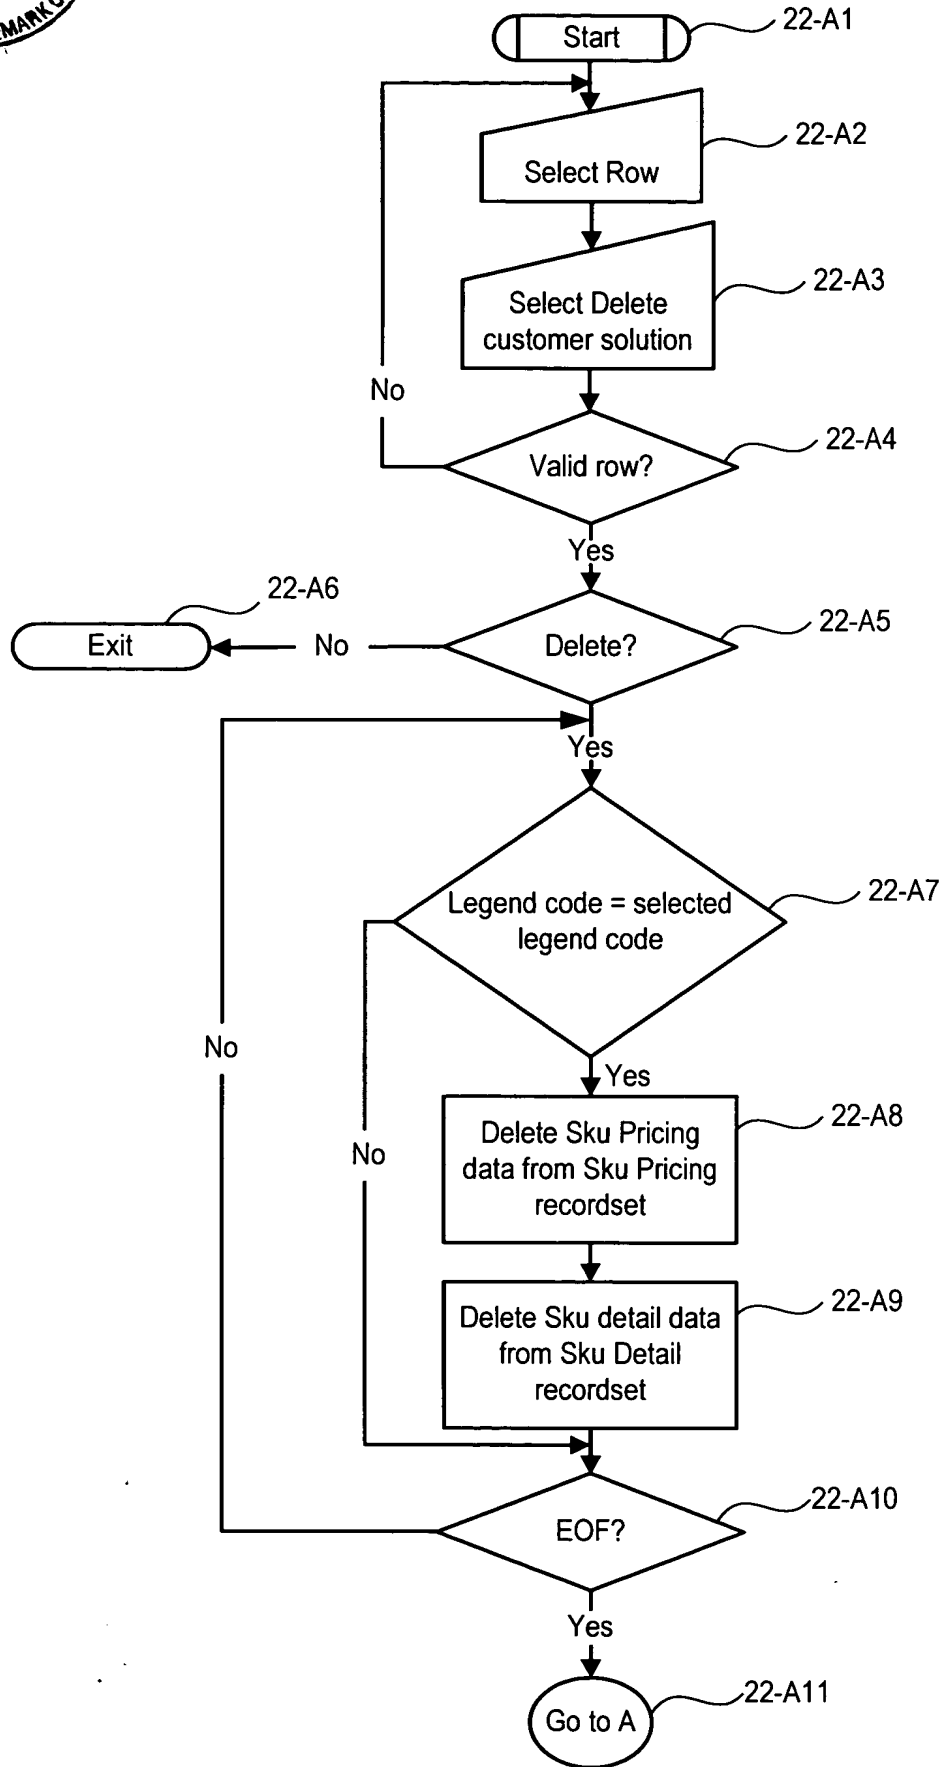 Start
22-A1
Select Row
22-A2
Select Delete
customer solution
22-A3
No
Valid row?
22-A4
Yes
22-A6
Exit
No
Delete?
22-A5
Yes
Legend code = selected
legend code
22-A7
No
Yes
No
Delete Sku Pricing
data from Sku Pricing
recordset
22-A8
Delete Sku detail data
from Sku Detail
recordset
22-A9
EOF?
22-A10
Yes
Go to A
22-A11